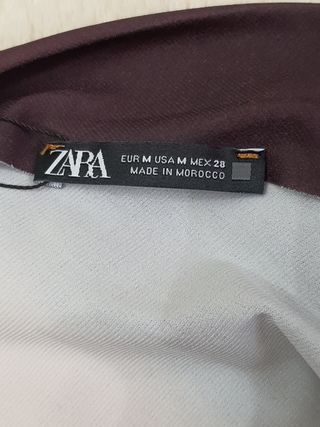 ZARA
EUR M USA M MEX 28
MADE IN MOROCCO